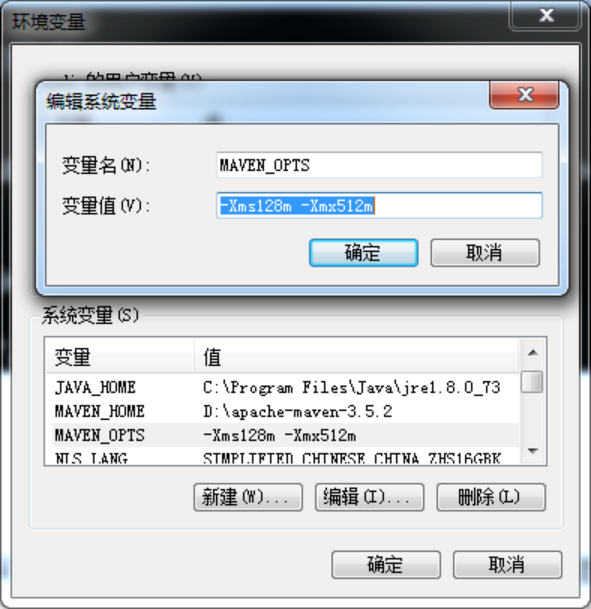 环境变量
的用户变量(U)
编辑系统变量
变量名(N): MAVEN_OPTS
变量值(V): -Xms128m -Xmx512m
确定 取消
系统变量(S)
变量 值
JAVA_HOME C:\Program Files\Java\jre1.8.0_73
MAVEN_HOME D:\apache-maven-3.5.2
MAVEN_OPTS -Xms128m -Xmx512m
NLS_LANG SIMPLIFIED CHINESE_CHINA.ZHS16GBK
新建(W)... 编辑(I)... 删除(L)
确定 取消